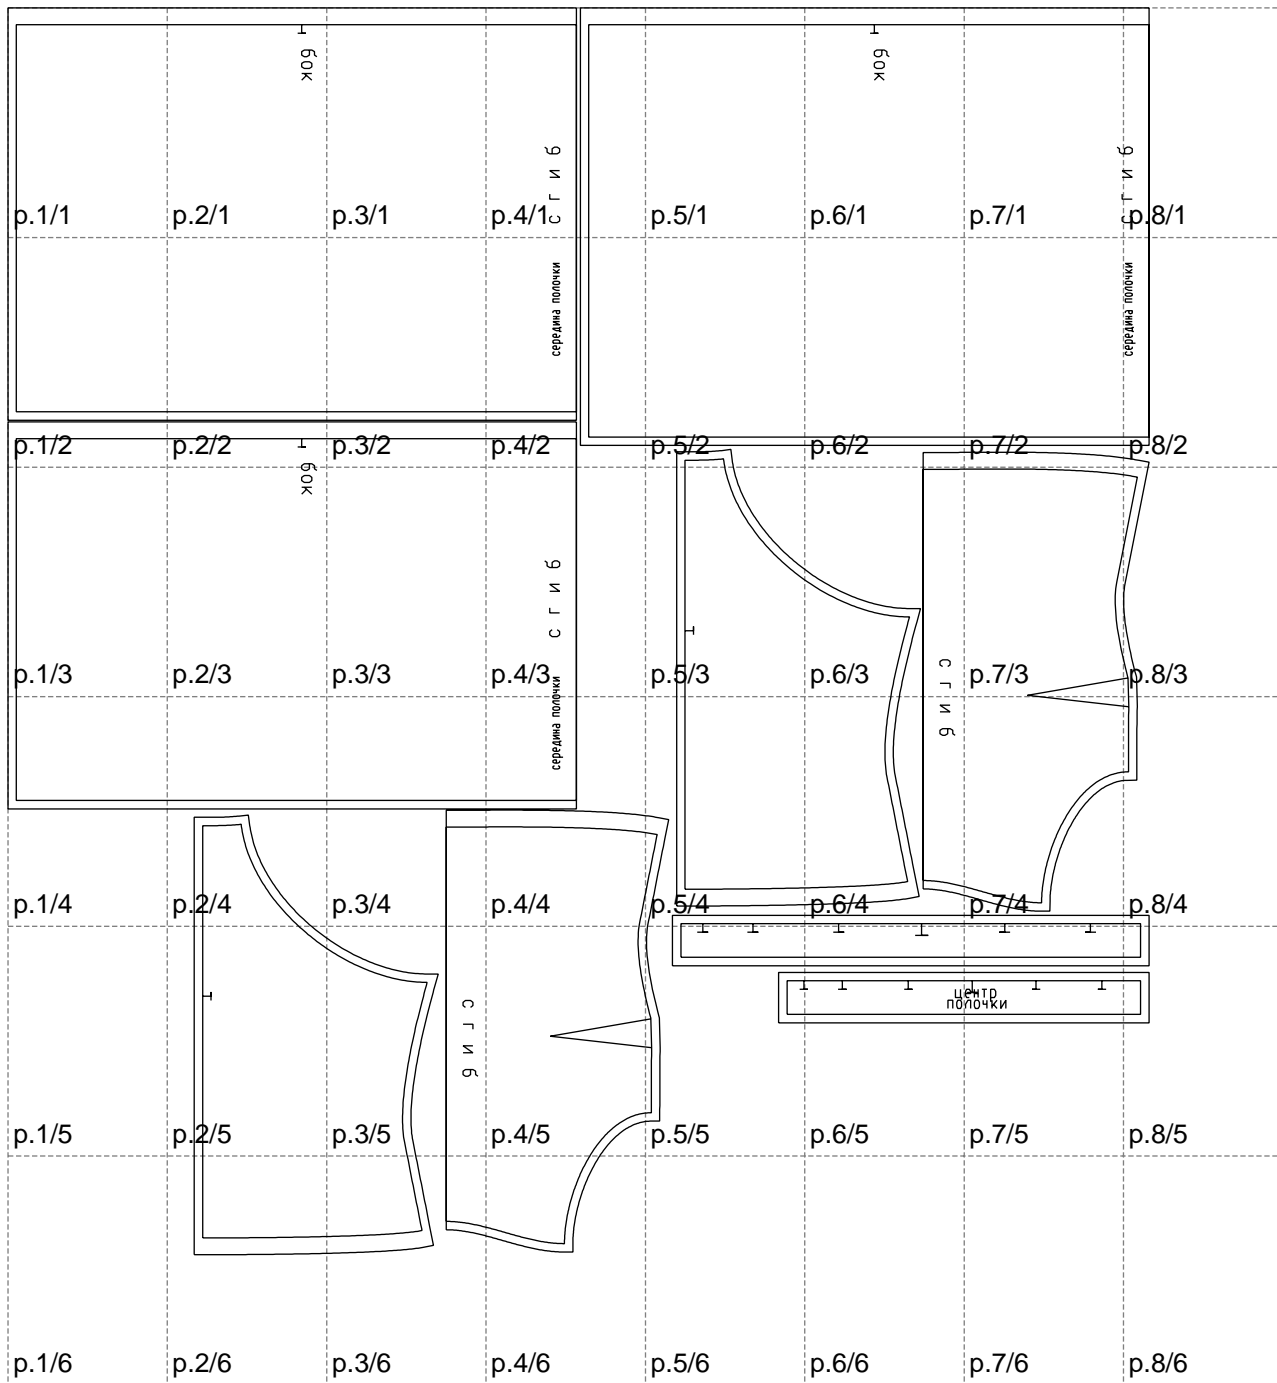 бок
бок
сгиб
сгиб
p.1/1 p.2/1 p.3/1 p.4/1 p.5/1 p.6/1 p.7/1 p.8/1
середина полочки
середина полочки
p.1/2 p.2/2 p.3/2 p.4/2 p.5/2 p.6/2 p.7/2 p.8/2
бок
сгиб
p.1/3 p.2/3 p.3/3 p.4/3 p.5/3 p.6/3 p.7/3 p.8/3
сгиб
середина полочки
p.1/4 p.2/4 p.3/4 p.4/4 p.5/4 p.6/4 p.7/4 p.8/4
центр
полочки
сгиб
p.1/5 p.2/5 p.3/5 p.4/5 p.5/5 p.6/5 p.7/5 p.8/5
p.1/6 p.2/6 p.3/6 p.4/6 p.5/6 p.6/6 p.7/6 p.8/6